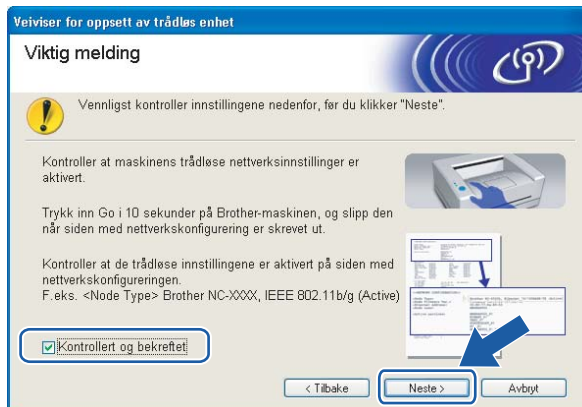 Veiviser for oppsett av trådløs enhet
Viktig melding
Vennligst kontroller innstillingene nedenfor, før du klikker "Neste".
Kontroller at maskinens trådløse nettverksinnstillinger er
aktivert.
Trykk inn Go i 10 sekunder på Brother-maskinen, og slipp den
når siden med nettverkskonfigurering er skrevet ut.
Kontroller at de trådløse innstillingene er aktivert på siden med
nettverkskonfigureringen.
F.eks. <Node Type> Brother NC-XXXX, IEEE 802.11b/g (Active)
Kontrollert og bekreftet
< Tilbake
Neste >
Avbryt